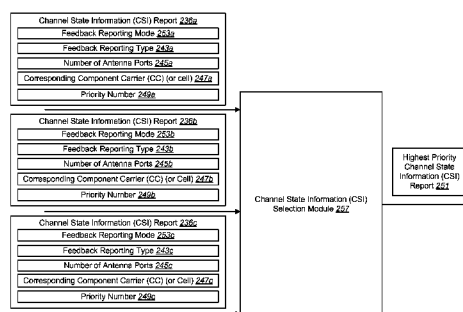 Channel State Information (CSI) Report 236a
Feedback Reporting Mode 253a
Feedback Reporting Type 243a
Number of Antenna Ports 245a
Corresponding Component Carrier (CC) (or cell) 247a
Priority Number 249a
Channel State Information (CSI) Report 236b
Feedback Reporting Mode 253b
Feedback Reporting Type 243b
Number of Antenna Ports 245b
Corresponding Component Carrier (CC) (or Cell) 247b
Priority Number 249b
Channel State Information (CSI) Report 236c
Feedback Reporting Mode 253c
Feedback Reporting Type 243c
Number of Antenna Ports 245c
Corresponding Component Carrier (CC) (or Cell) 247c
Priority Number 249c
Channel State Information (CSI)
Selection Module 257
Highest Priority
Channel State
Information (CSI)
Report 251